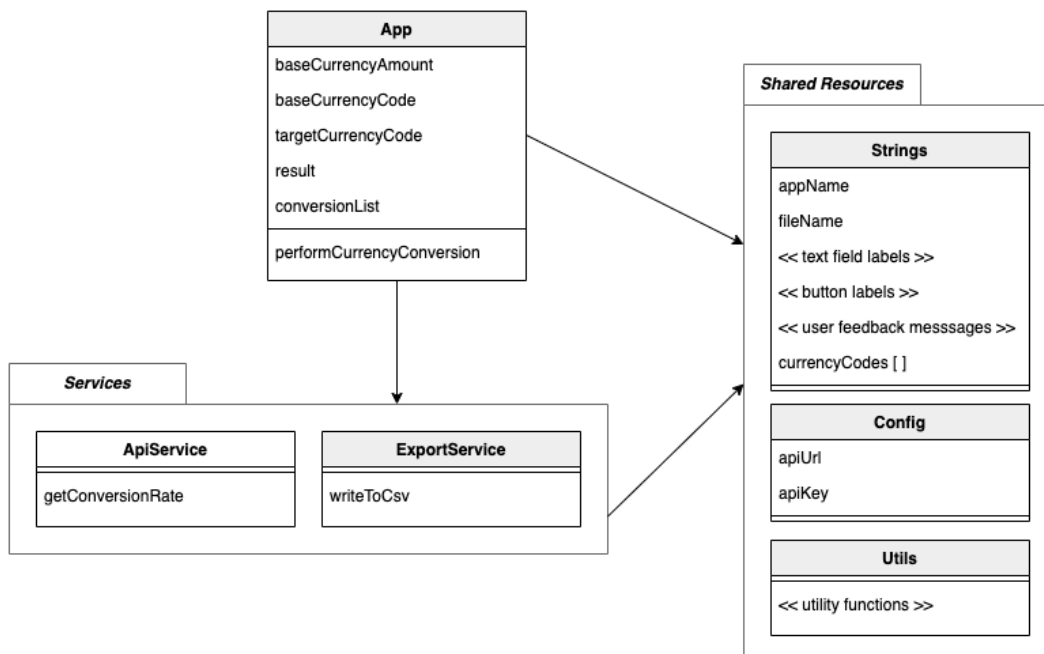 App
baseCurrencyAmount
baseCurrencyCode
targetCurrencyCode
result
conversionList
performCurrencyConversion
Services
ApiService
getConversionRate
ExportService
writeToCsv
Shared Resources
Strings
appName
fileName
<< text field labels >>
<< button labels >>
<< user feedback messsages >>
currencyCodes [ ]
Config
apiUrl
apiKey
Utils
<< utility functions >>